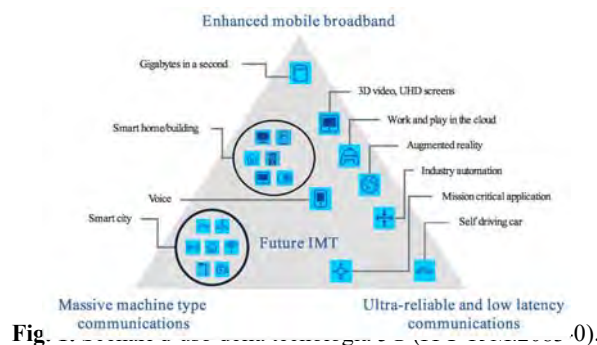 Enhanced mobile broadband
Gigabytes in a second
3D video, UHD screens
Work and play in the cloud
Smart home/building
Augmented reality
Industry automation
Voice
Mission critical application
Smart city
Self driving car
Future IMT
Massive machine type
communications
Ultra-reliable and low latency
communications
Fig.